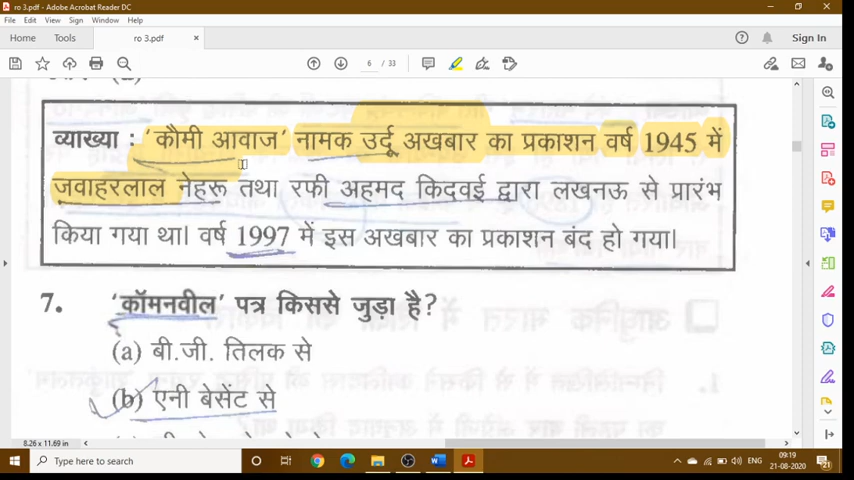 ro 3.pdf - Adobe Acrobat Reader DC
File Edit View Sign Window Help
Home Tools ro 3.pdf × Sign In
6 / 33
व्याख्या : 'कौमी आवाज' नामक उर्दू अखबार का प्रकाशन वर्ष 1945 में
जवाहरलाल नेहरू तथा रफी अहमद किदवई द्वारा लखनऊ से प्रारंभ
किया गया था। वर्ष 1997 में इस अखबार का प्रकाशन बंद हो गया।
7. 'कॉमनवील' पत्र किससे जुड़ा है?
(a) बी.जी. तिलक से
(b) एनी बेसेंट से
8.26 x 11.69 in
Type here to search
ENG
09:19
21-08-2020